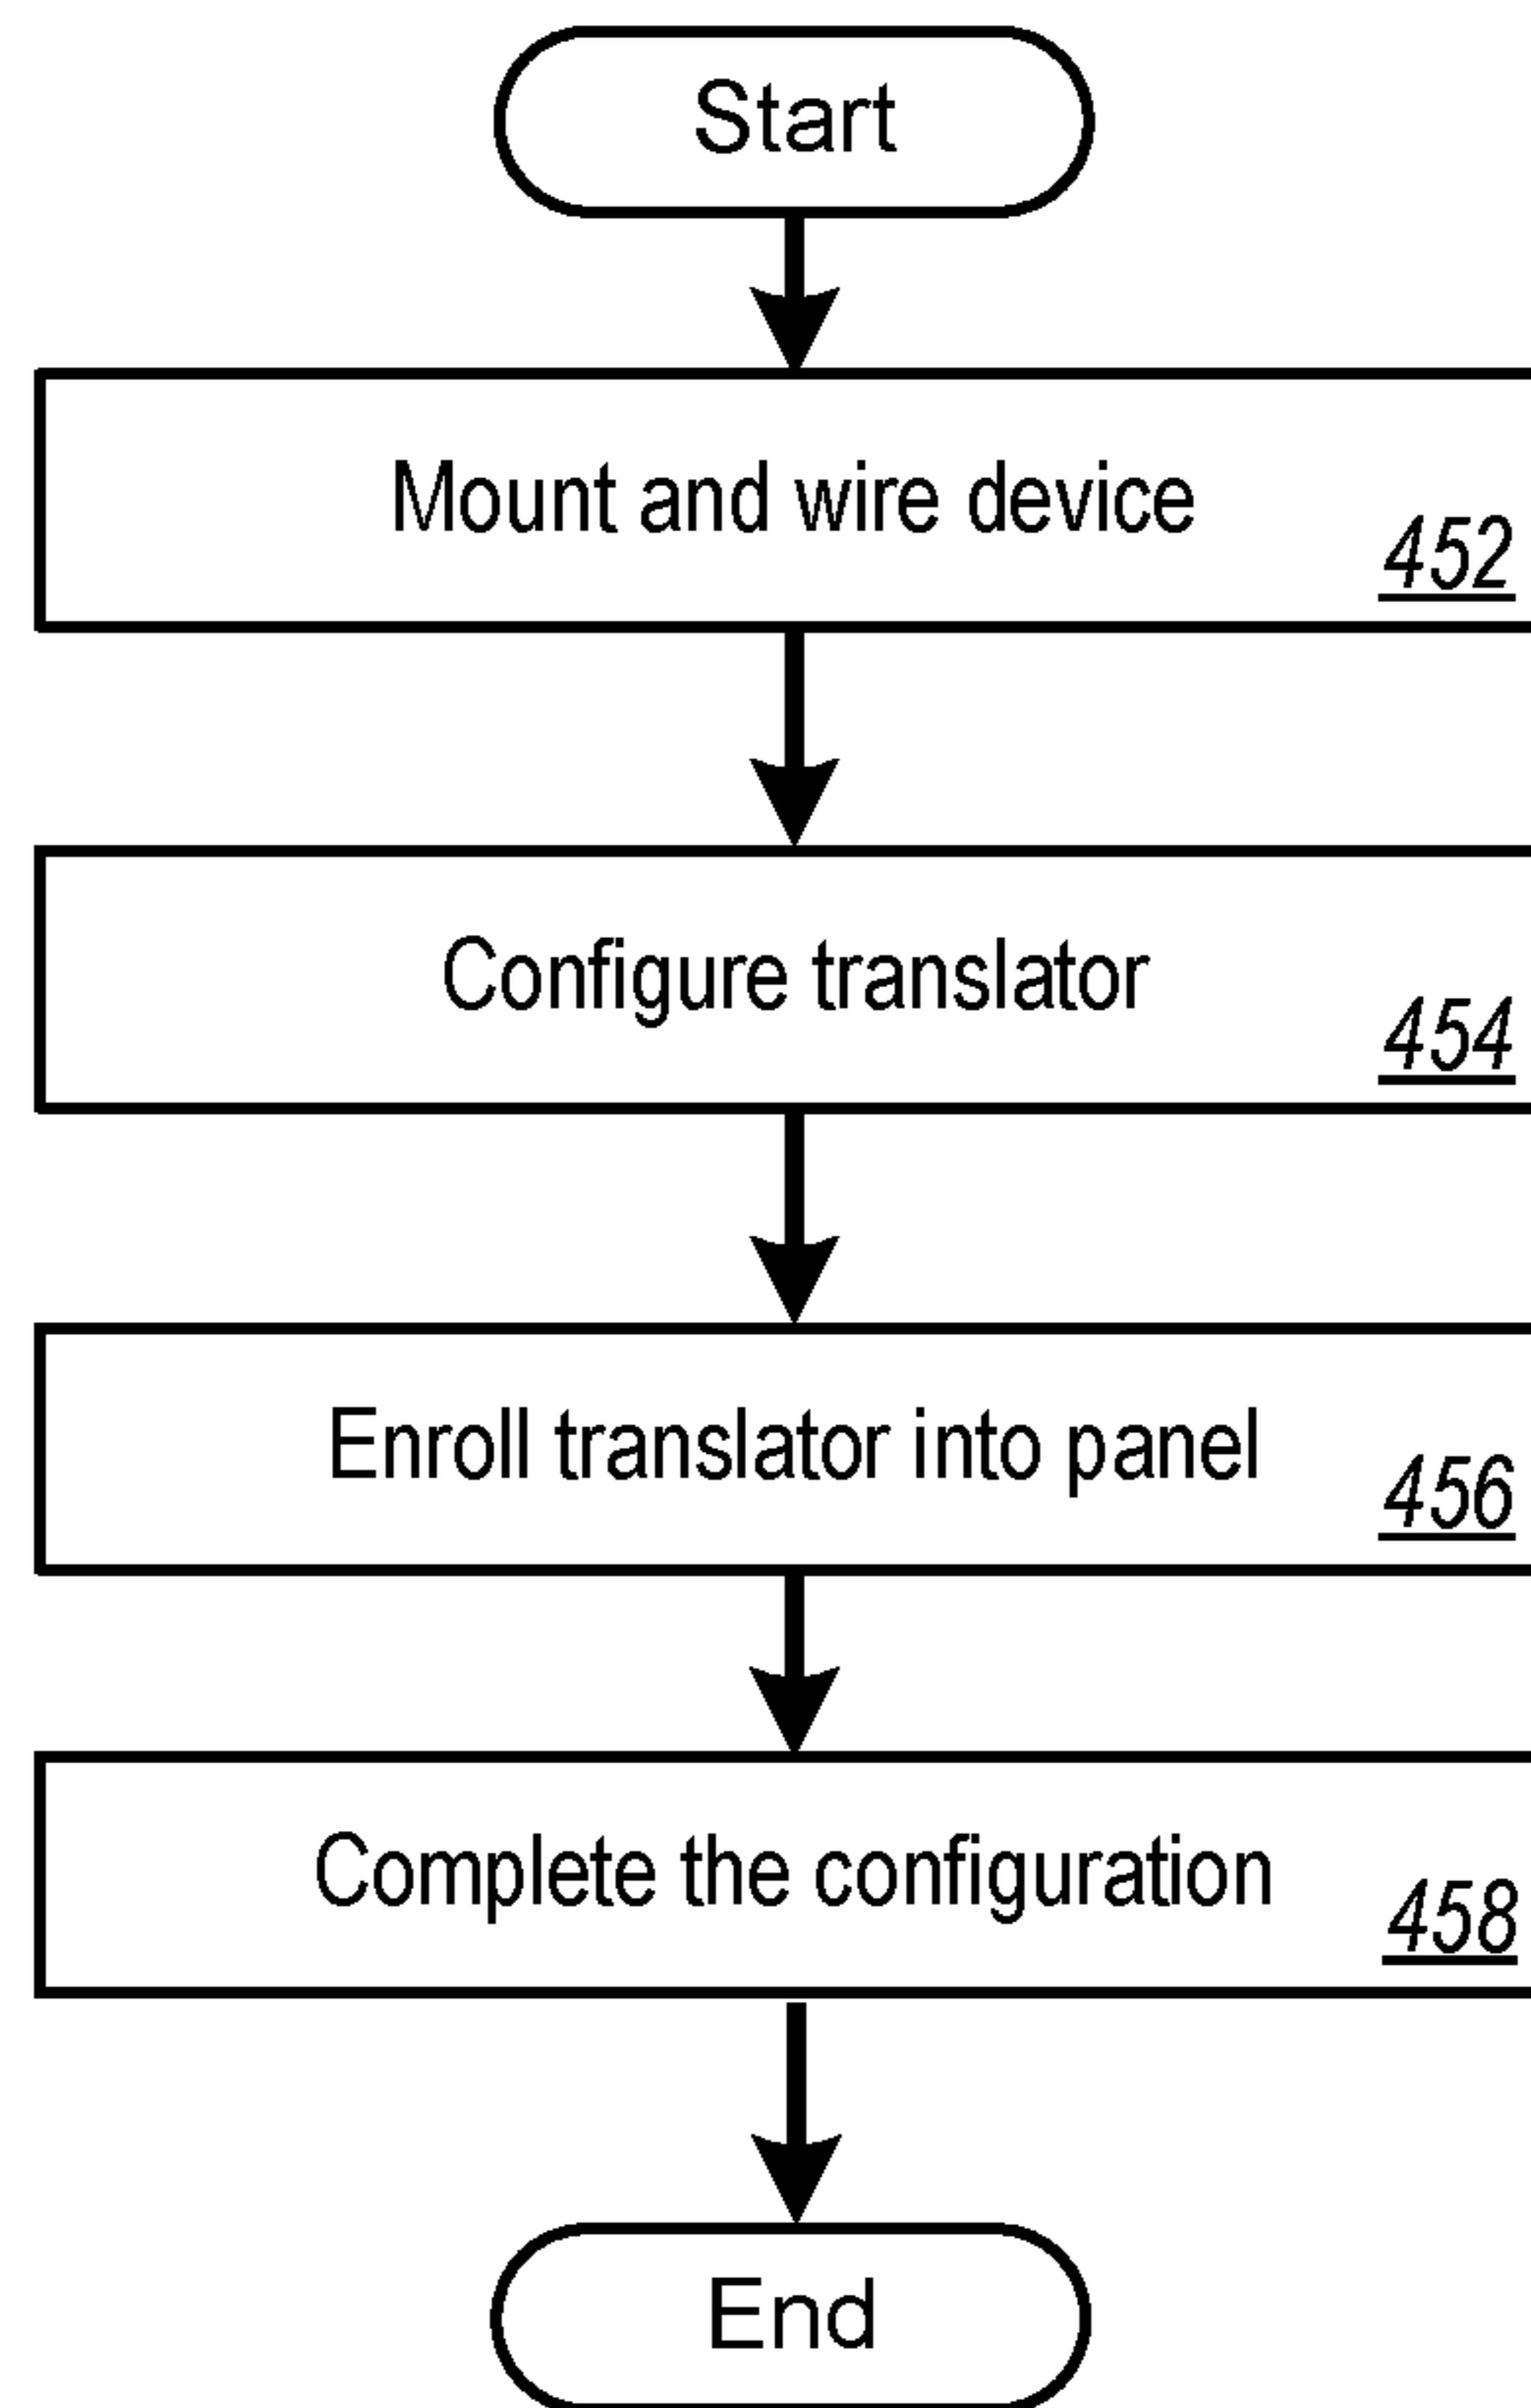 Start
Mount and wire device
452
Configure translator
454
Enroll translator into panel
456
Complete the configuration
458
End